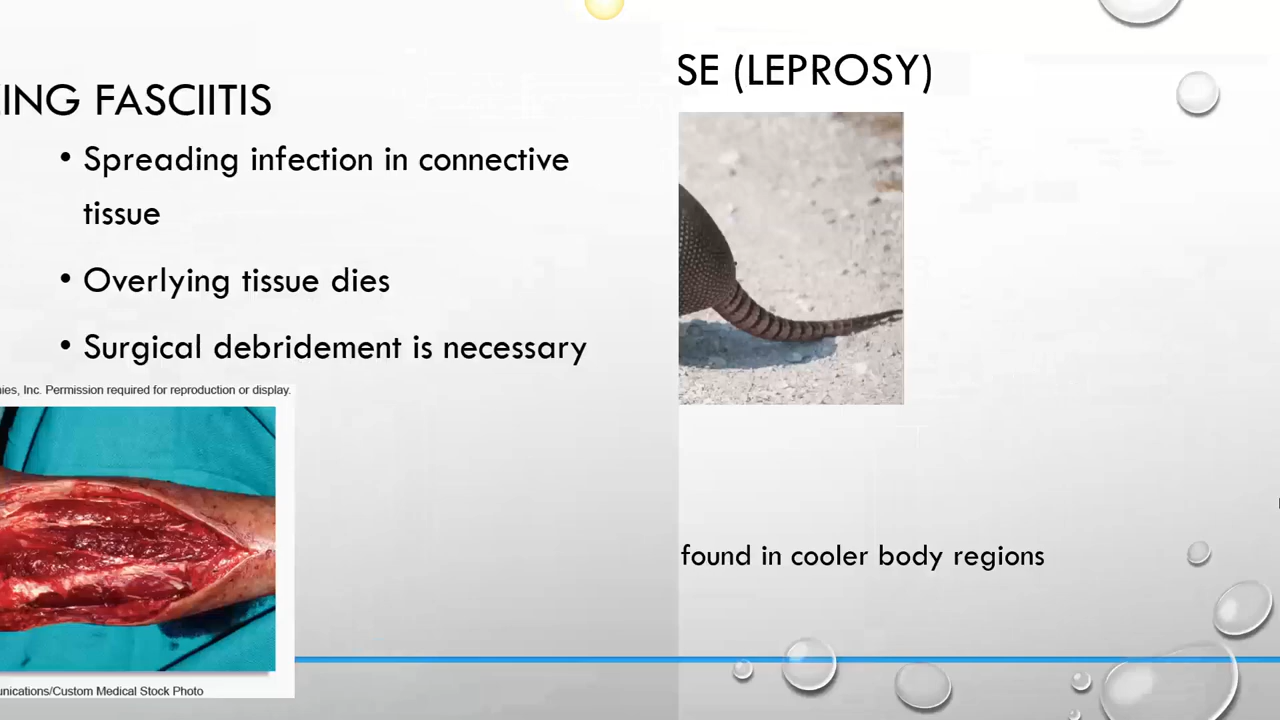 ING FASCIITIS
• Spreading infection in connective
tissue
• Overlying tissue dies
• Surgical debridement is necessary
ies, Inc. Permission required for reproduction or display.
unications/Custom Medical Stock Photo
SE (LEPROSY)
found in cooler body regions